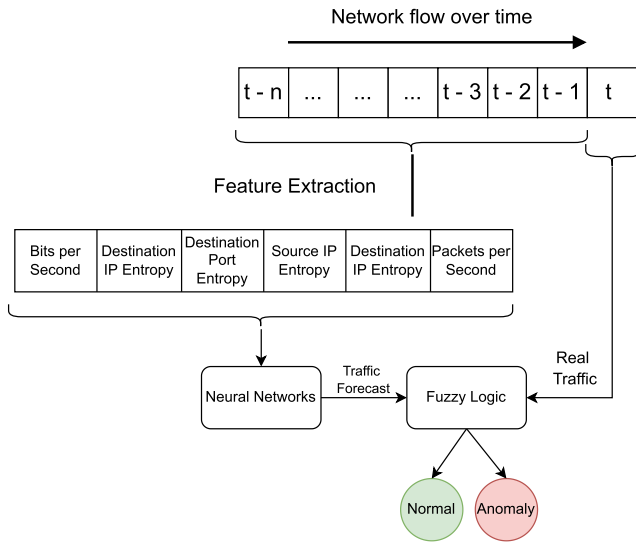 Network flow over time
t - n ... ... ... t - 3 t - 2 t - 1 t
Feature Extraction
Bits per
Second
Destination
IP Entropy
Destination
Port
Entropy
Source IP
Entropy
Destination
IP Entropy
Packets per
Second
Neural Networks
Traffic
Forecast
Fuzzy Logic
Real
Traffic
Normal
Anomaly